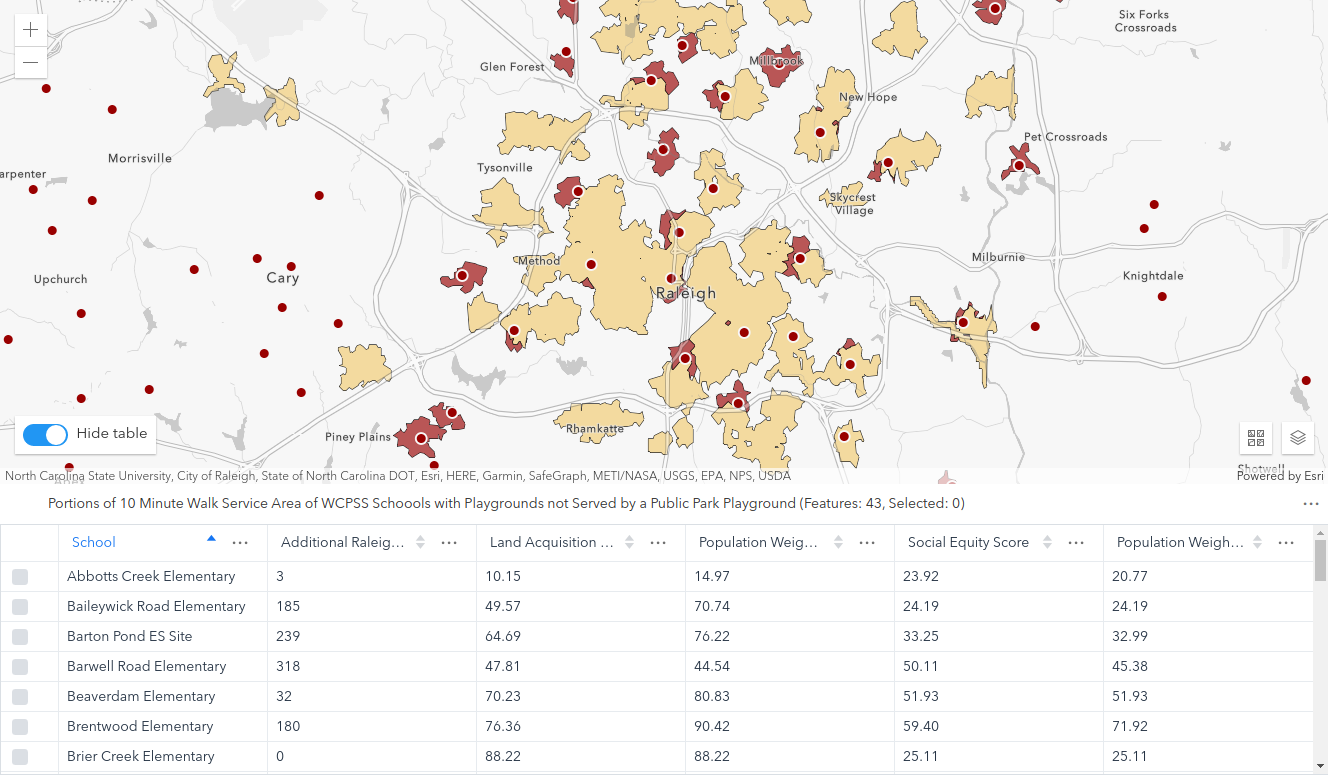 Six Forks
Crossroads
Glen Forest
Millbrook
New Hope
Pet Crossroads
Morrisville
Tysonville
arpenter
Skycrest
Village
Method
Milburnie
Upchurch
Cary
Knightdale
Raleigh
Hide table
Piney Plains
Rhamkatte
Shotwell
North Carolina State University, City of Raleigh, State of North Carolina DOT, Esri, HERE, Garmin, SafeGraph, METI/NASA, USGS, EPA, NPS, USDA
Powered by Esri
Portions of 10 Minute Walk Service Area of WCPSS Schoools with Playgrounds not Served by a Public Park Playground (Features: 43, Selected: 0)
School Additional Raleig... Land Acquisition ... Population Weig... Social Equity Score Population Weigh...
Abbotts Creek Elementary 3 10.15 14.97 23.92 20.77
Baileywick Road Elementary 185 49.57 70.74 24.19 24.19
Barton Pond ES Site 239 64.69 76.22 33.25 32.99
Barwell Road Elementary 318 47.81 44.54 50.11 45.38
Beaverdam Elementary 32 70.23 80.83 51.93 51.93
Brentwood Elementary 180 76.36 90.42 59.40 71.92
Brier Creek Elementary 0 88.22 88.22 25.11 25.11